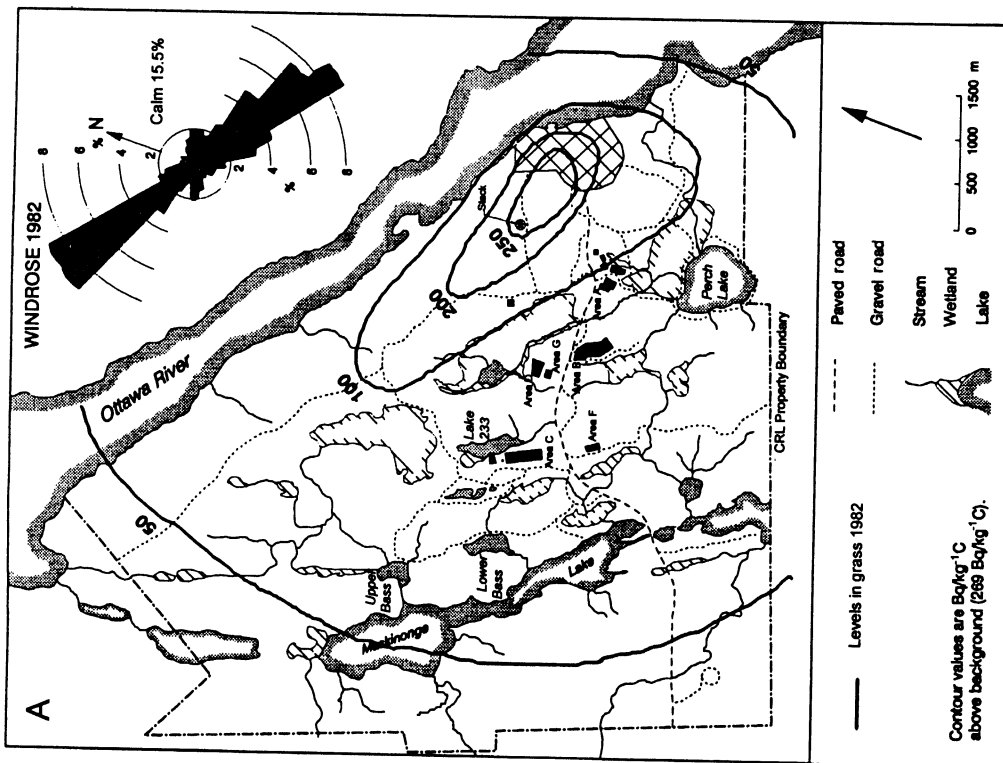 A
WINDROSE 1982
Calm 15.5%
N
%
8
6
4
2
2
4
%
6
8
Ottawa River
Stack
250
200
100
50
50
Lake
233
Area C
Area F
Area G
Area D
Area B
Area A
Perch
Lake
Upper
Bass
Lower
Bass
Maskinonge
Lake
CRL Property Boundary
Levels in grass 1982
Contour values are Bq/kg⁻¹C
above background (269 Bq/kg⁻¹C).
Paved road
Gravel road
Stream
Wetland
Lake
0 500 1000 1500 m